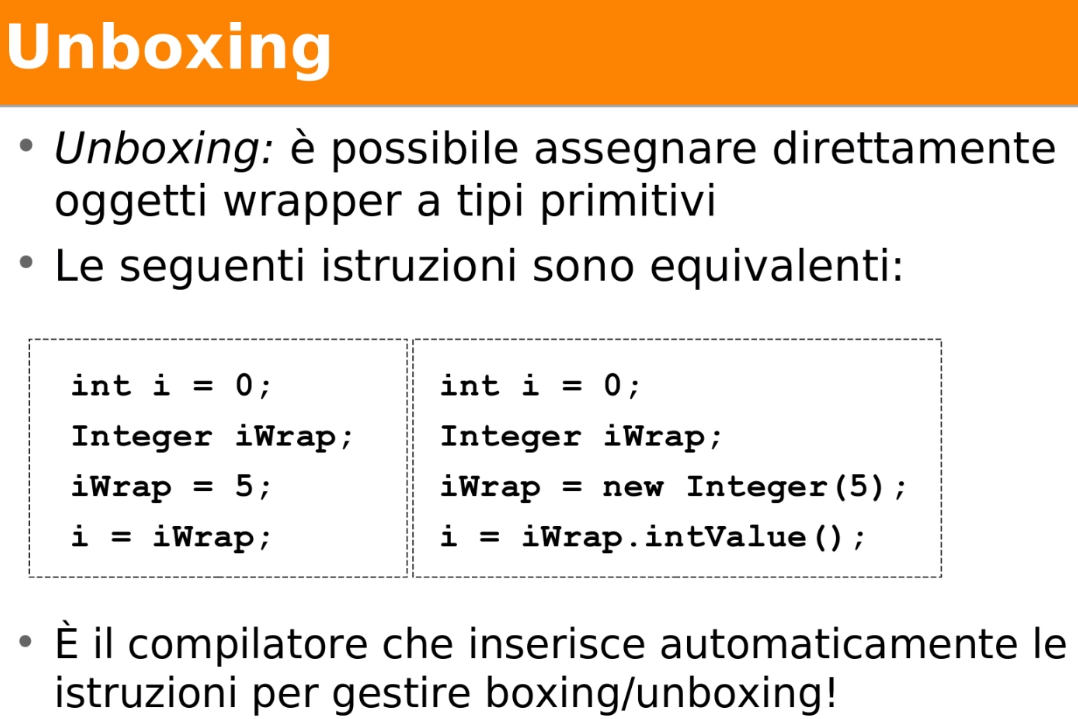 Unboxing
• Unboxing: è possibile assegnare direttamente
oggetti wrapper a tipi primitivi
• Le seguenti istruzioni sono equivalenti:
int i = 0;
Integer iWrap;
iWrap = 5;
i = iWrap;
int i = 0;
Integer iWrap;
iWrap = new Integer(5);
i = iWrap.intValue();
• È il compilatore che inserisce automaticamente le
istruzioni per gestire boxing/unboxing!